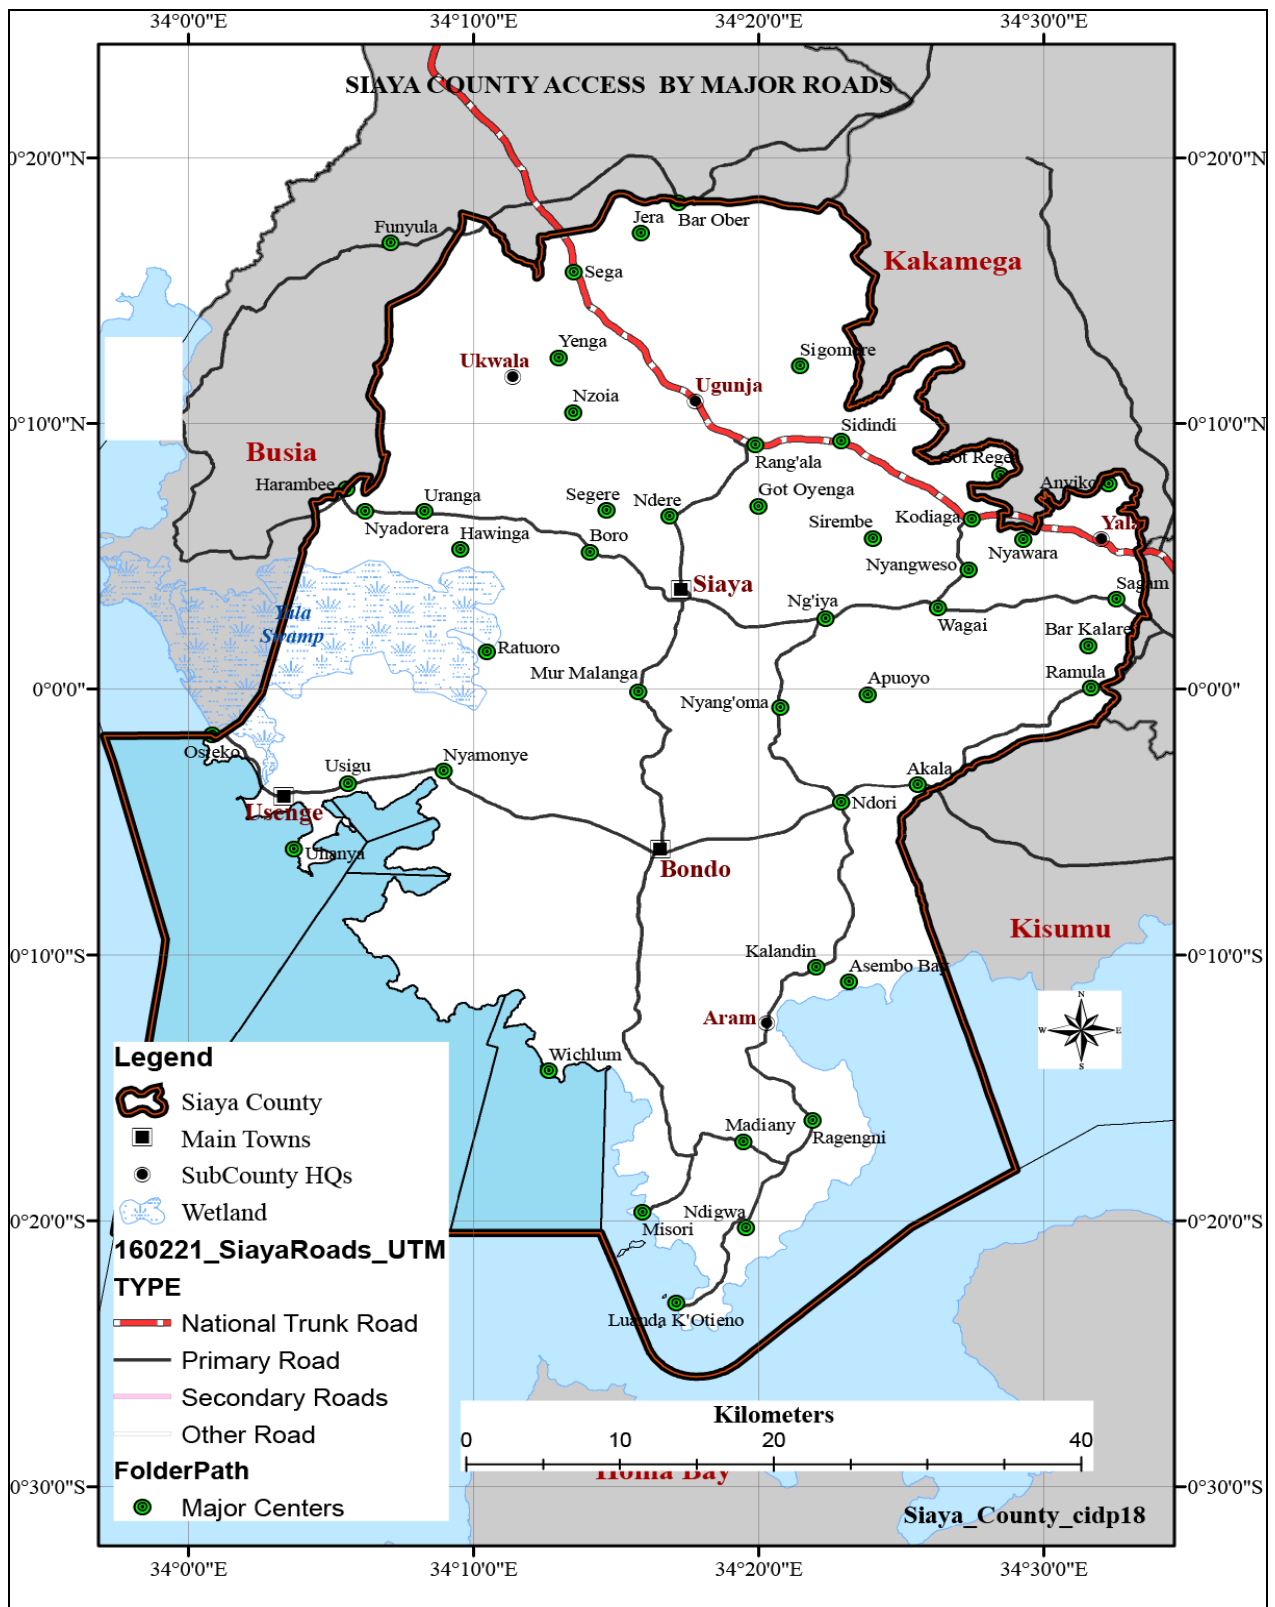 34°0'0"E
34°10'0"E
34°20'0"E
34°30'0"E
SIAYA COUNTY ACCESS BY MAJOR ROADS
0°20'0"N
0°20'0"N
Jera
Bar Ober
Funyula
Kakamega
Sega
Yenga
Sigomere
Ukwala
Ugunja
Nzoia
0°10'0"N
0°10'0"N
Sidindi
Busia
Rang'ala
Got Regea
Harambee
Uranga
Segere
Ndere
Got Oyenga
Anyiko
Nyadorera
Hawinga
Boro
Sirembe
Kodiaga
Yala
Nyawara
Nyangweso
Siaya
Sagam
Ng'iya
Wagai
Yala
Swamp
Bar Kalare
Ratuoro
Mur Malanga
Apuoyo
Ramula
0°0'0"
0°0'0"
Nyang'oma
Osieko
Usigu
Nyamonye
Akala
Usenge
Ndori
Uhanya
Bondo
Kisumu
0°10'0"S
0°10'0"S
Kalandin
Asembo Bay
Aram
N
W
E
S
Wichlum
Madiany
Ragengni
Ndigwa
Misori
0°20'0"S
0°20'0"S
Luanda K'Otieno
Legend
Siaya County
Main Towns
SubCounty HQs
Wetland
160221_SiayaRoads_UTM
TYPE
National Trunk Road
Primary Road
Secondary Roads
Other Road
FolderPath
Major Centers
Kilometers
0
10
20
40
Homa Bay
0°30'0"S
0°30'0"S
Siaya_County_cidp18
34°0'0"E
34°10'0"E
34°20'0"E
34°30'0"E